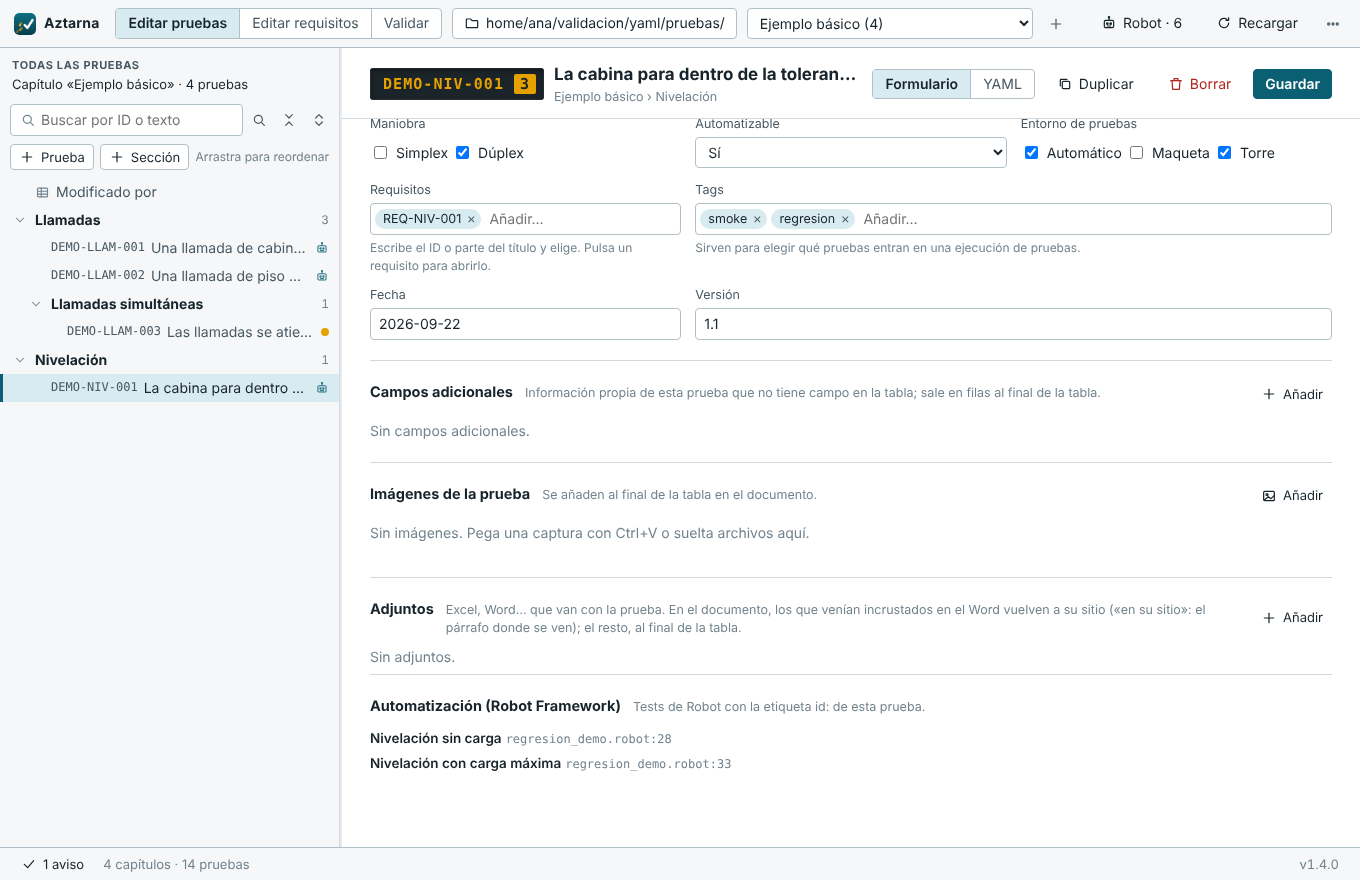 Aztarna
Editar pruebas
Editar requisitos
Validar
home/ana/validacion/yaml/pruebas/
Ejemplo básico (4)
Robot · 6
Recargar
TODAS LAS PRUEBAS
Capítulo «Ejemplo básico» · 4 pruebas
Buscar por ID o texto
Prueba
Sección
Arrastra para reordenar
Modificado por
Llamadas 3
DEMO-LLAM-001 Una llamada de cabin...
DEMO-LLAM-002 Una llamada de piso ...
Llamadas simultáneas 1
DEMO-LLAM-003 Las llamadas se atie...
Nivelación 1
DEMO-NIV-001 La cabina para dentro ...
DEMO-NIV-001 3
La cabina para dentro de la toleran...
Ejemplo básico › Nivelación
Formulario
YAML
Duplicar
Borrar
Guardar
Maniobra
Simplex
Dúplex
Automatizable
Sí
Entorno de pruebas
Automático
Maqueta
Torre
Requisitos
REQ-NIV-001 ×
Añadir...
Escribe el ID o parte del título y elige. Pulsa un
requisito para abrirlo.
Tags
smoke ×
regresion ×
Añadir...
Sirven para elegir qué pruebas entran en una ejecución de pruebas.
Fecha
2026-09-22
Versión
1.1
Campos adicionales
Información propia de esta prueba que no tiene campo en la tabla; sale en filas al final de la tabla.
Añadir
Sin campos adicionales.
Imágenes de la prueba
Se añaden al final de la tabla en el documento.
Añadir
Sin imágenes. Pega una captura con Ctrl+V o suelta archivos aquí.
Adjuntos
Excel, Word... que van con la prueba. En el documento, los que venían incrustados en el Word vuelven a su sitio («en su sitio»: el
párrafo donde se ven); el resto, al final de la tabla.
Añadir
Sin adjuntos.
Automatización (Robot Framework)
Tests de Robot con la etiqueta id: de esta prueba.
Nivelación sin carga regresion_demo.robot:28
Nivelación con carga máxima regresion_demo.robot:33
1 aviso
4 capítulos · 14 pruebas
v1.4.0